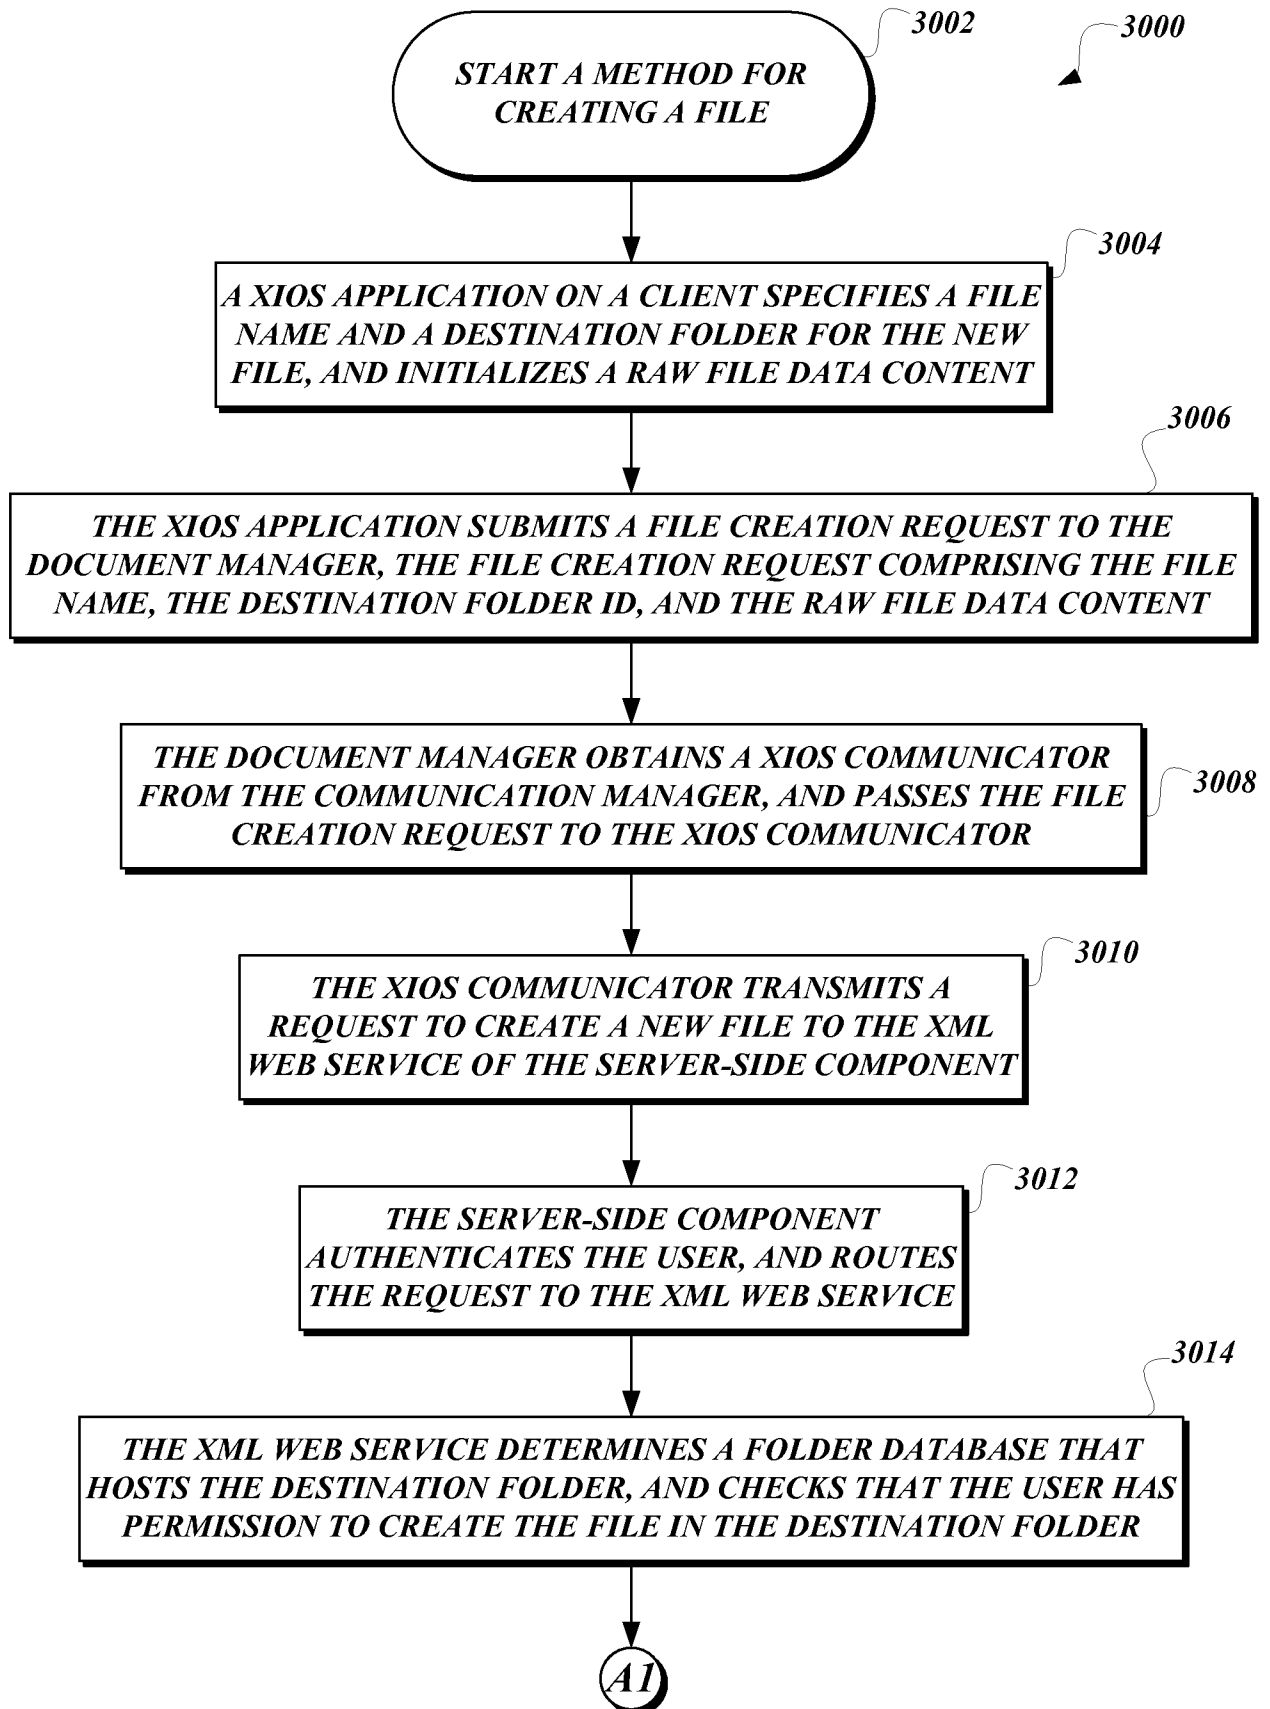 3002
3000
START A METHOD FOR
CREATING A FILE
3004
A XIOS APPLICATION ON A CLIENT SPECIFIES A FILE
NAME AND A DESTINATION FOLDER FOR THE NEW
FILE, AND INITIALIZES A RAW FILE DATA CONTENT
3006
THE XIOS APPLICATION SUBMITS A FILE CREATION REQUEST TO THE
DOCUMENT MANAGER, THE FILE CREATION REQUEST COMPRISING THE FILE
NAME, THE DESTINATION FOLDER ID, AND THE RAW FILE DATA CONTENT
THE DOCUMENT MANAGER OBTAINS A XIOS COMMUNICATOR
FROM THE COMMUNICATION MANAGER, AND PASSES THE FILE
CREATION REQUEST TO THE XIOS COMMUNICATOR
3008
3010
THE XIOS COMMUNICATOR TRANSMITS A
REQUEST TO CREATE A NEW FILE TO THE XML
WEB SERVICE OF THE SERVER-SIDE COMPONENT
3012
THE SERVER-SIDE COMPONENT
AUTHENTICATES THE USER, AND ROUTES
THE REQUEST TO THE XML WEB SERVICE
3014
THE XML WEB SERVICE DETERMINES A FOLDER DATABASE THAT
HOSTS THE DESTINATION FOLDER, AND CHECKS THAT THE USER HAS
PERMISSION TO CREATE THE FILE IN THE DESTINATION FOLDER
A1